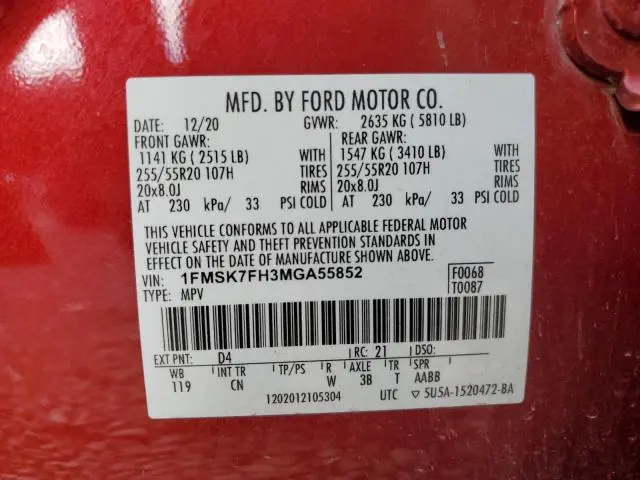 MFD. BY FORD MOTOR CO.
DATE: 12/20 GVWR: 2635 KG ( 5810 LB)
FRONT GAWR: REAR GAWR:
1141 KG ( 2515 LB) WITH 1547 KG ( 3410 LB) WITH
255/55R20 107H TIRES 255/55R20 107H TIRES
20x8.0J RIMS 20x8.0J RIMS
AT 230 kPa/ 33 PSI COLD AT 230 kPa/ 33 PSI COLD
THIS VEHICLE CONFORMS TO ALL APPLICABLE FEDERAL MOTOR
VEHICLE SAFETY AND THEFT PREVENTION STANDARDS IN
EFFECT ON THE DATE OF MANUFACTURE SHOWN ABOVE.
VIN: 1FMSK7FH3MGA55852 F0068
TYPE: MPV T0087
EXT PNT: D4 RC: 21 DSO:
WB INT TR TP/PS R AXLE TR SPR
119 CN W 3B T AABB
1202012105304 UTC ▽ 5U5A-1520472-BA